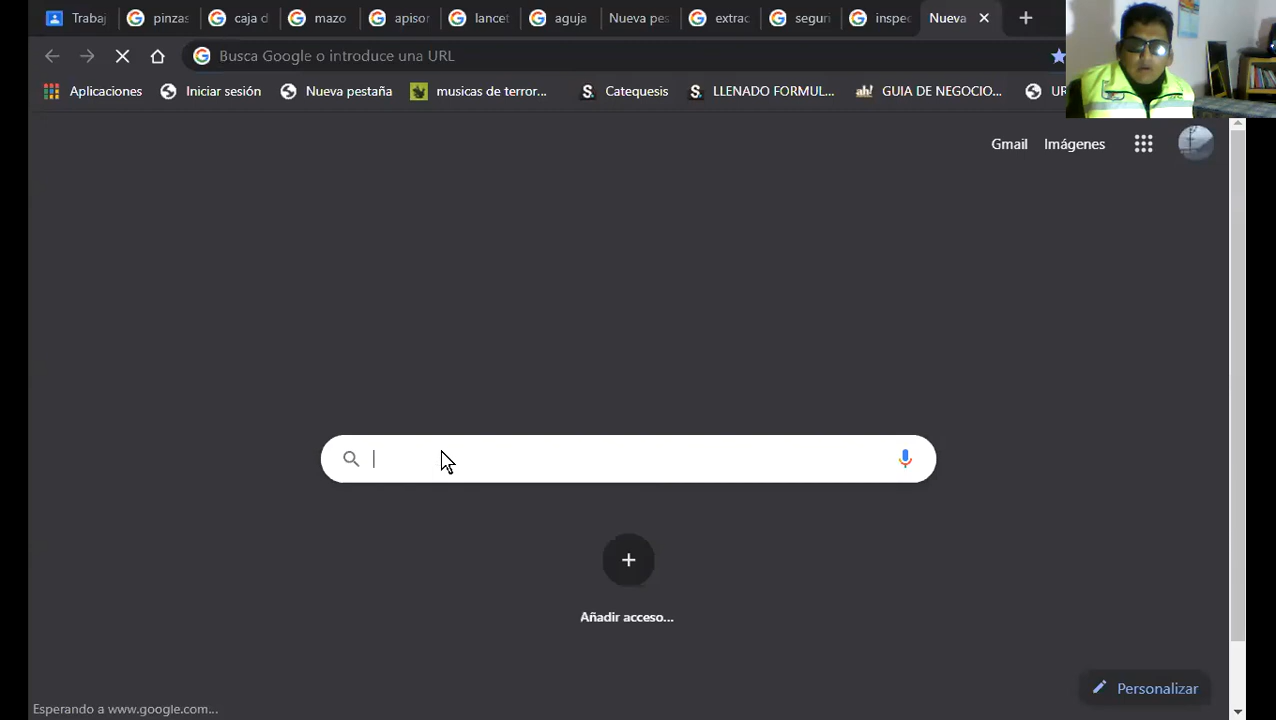 Trabaj pinzas caja d mazo apisor lancet aguja Nueva pes extrac seguri inspec Nueva
Busca Google o introduce una URL
Aplicaciones Iniciar sesión Nueva pestaña musicas de terror... Catequesis LLENADO FORMUL... GUIA DE NEGOCIO... UR
Gmail Imágenes
Añadir acceso...
Personalizar
Esperando a www.google.com...